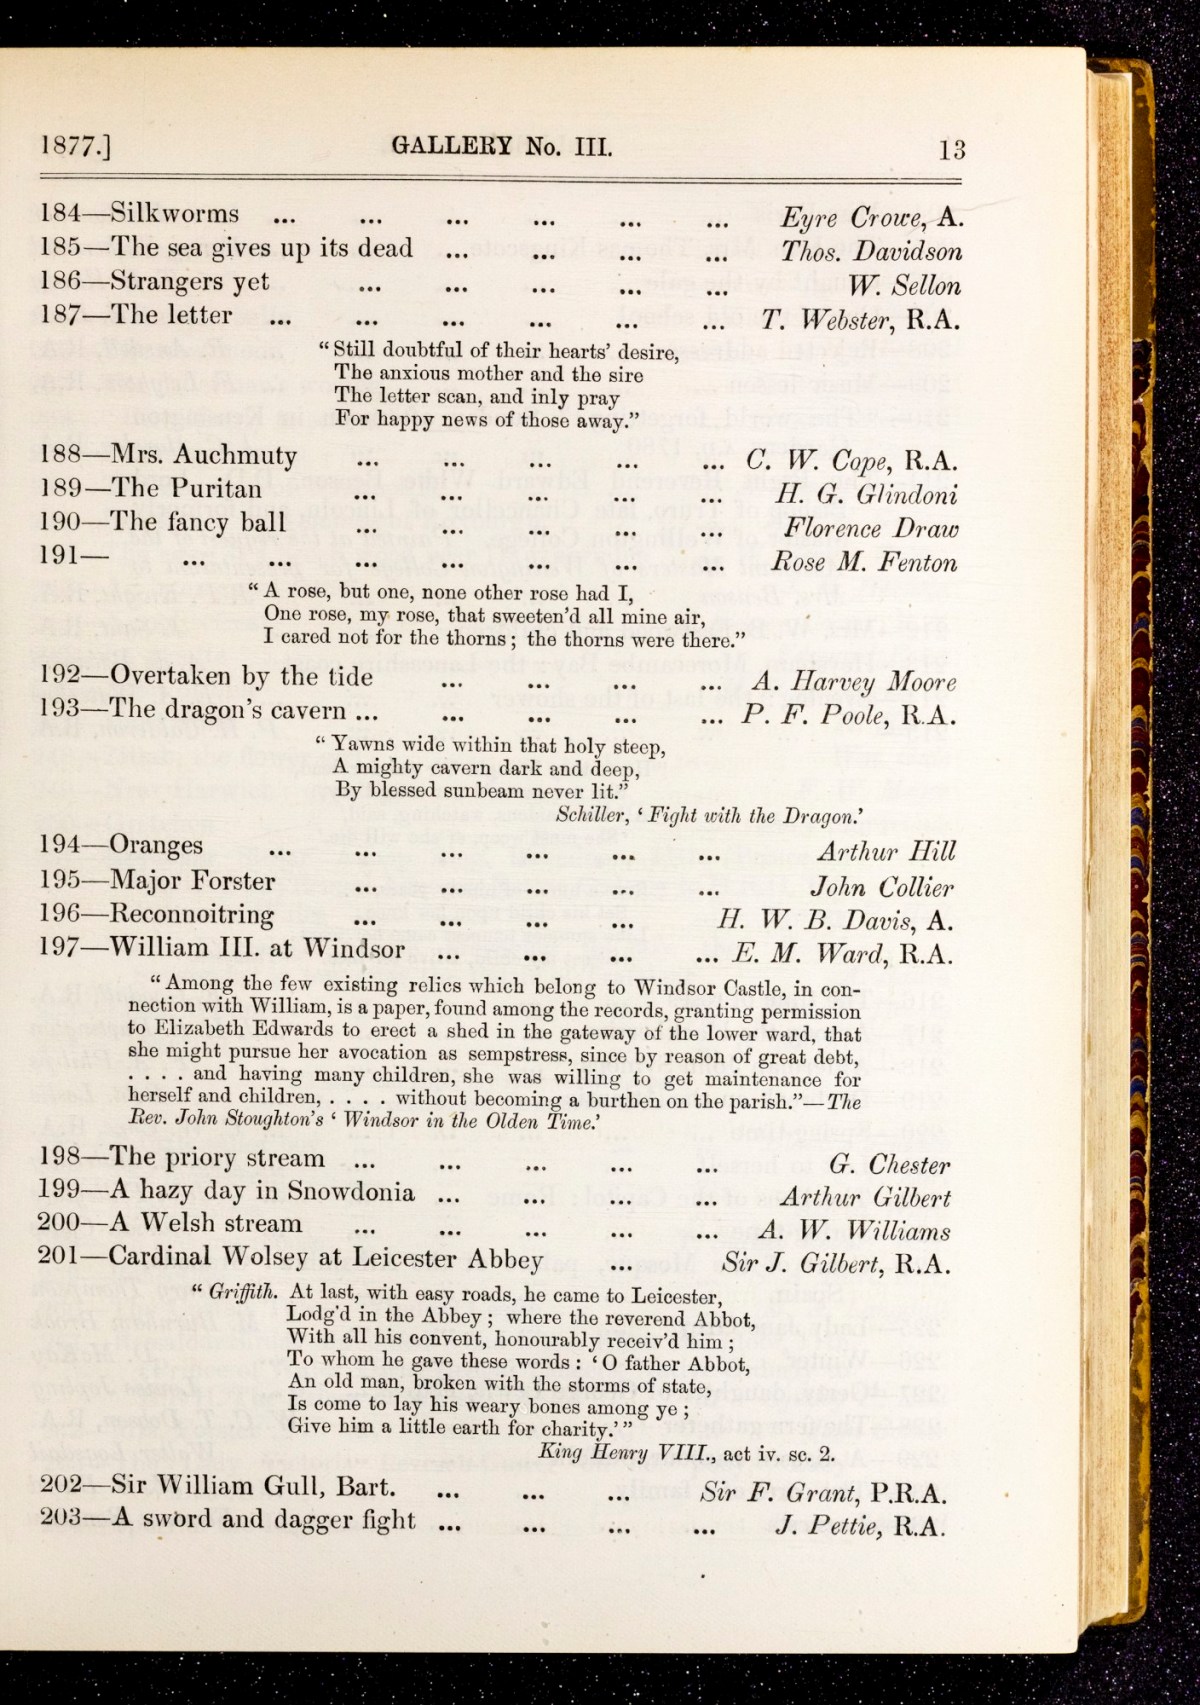 1877.] GALLERY No. III. 13
184—Silkworms ... ... ... ... ... ... Eyre Crowe, A.
185—The sea gives up its dead ... ... ... ... Thos. Davidson
186—Strangers yet ... ... ... ... ... W. Sellon
187—The letter ... ... ... ... ... ... T. Webster, R.A.
“Still doubtful of their hearts’ desire,
The anxious mother and the sire
The letter scan, and inly pray
For happy news of those away.”
188—Mrs. Auchmuty ... ... ... ... ... C. W. Cope, R.A.
189—The Puritan ... ... ... ... ... H. G. Glindoni
190—The fancy ball ... ... ... ... ... Florence Draw
191— ... ... ... ... ... ... ... Rose M. Fenton
“A rose, but one, none other rose had I,
One rose, my rose, that sweeten’d all mine air,
I cared not for the thorns; the thorns were there.”
192—Overtaken by the tide ... ... ... ... A. Harvey Moore
193—The dragon’s cavern ... ... ... ... ... P. F. Poole, R.A.
“Yawns wide within that holy steep,
A mighty cavern dark and deep,
By blessed sunbeam never lit.”
Schiller, ‘Fight with the Dragon.’
194—Oranges ... ... ... ... ... ... Arthur Hill
195—Major Forster ... ... ... ... ... John Collier
196—Reconnoitring ... ... ... ... H. W. B. Davis, A.
197—William III. at Windsor ... ... ... ... E. M. Ward, R.A.
“Among the few existing relics which belong to Windsor Castle, in con-
nection with William, is a paper, found among the records, granting permission
to Elizabeth Edwards to erect a shed in the gateway of the lower ward, that
she might pursue her avocation as sempstress, since by reason of great debt,
. . . . and having many children, she was willing to get maintenance for
herself and children, . . . . without becoming a burthen on the parish.”—The
Rev. John Stoughton’s ‘Windsor in the Olden Time.’
198—The priory stream ... ... ... ... ... G. Chester
199—A hazy day in Snowdonia ... ... ... ... Arthur Gilbert
200—A Welsh stream ... ... ... ... ... A. W. Williams
201—Cardinal Wolsey at Leicester Abbey ... Sir J. Gilbert, R.A.
“Griffith. At last, with easy roads, he came to Leicester,
Lodg’d in the Abbey; where the reverend Abbot,
With all his convent, honourably receiv’d him;
To whom he gave these words: ‘O father Abbot,
An old man, broken with the storms of state,
Is come to lay his weary bones among ye;
Give him a little earth for charity.’”
King Henry VIII., act iv. sc. 2.
202—Sir William Gull, Bart. ... ... ... Sir F. Grant, P.R.A.
203—A sword and dagger fight ... ... ... ... J. Pettie, R.A.